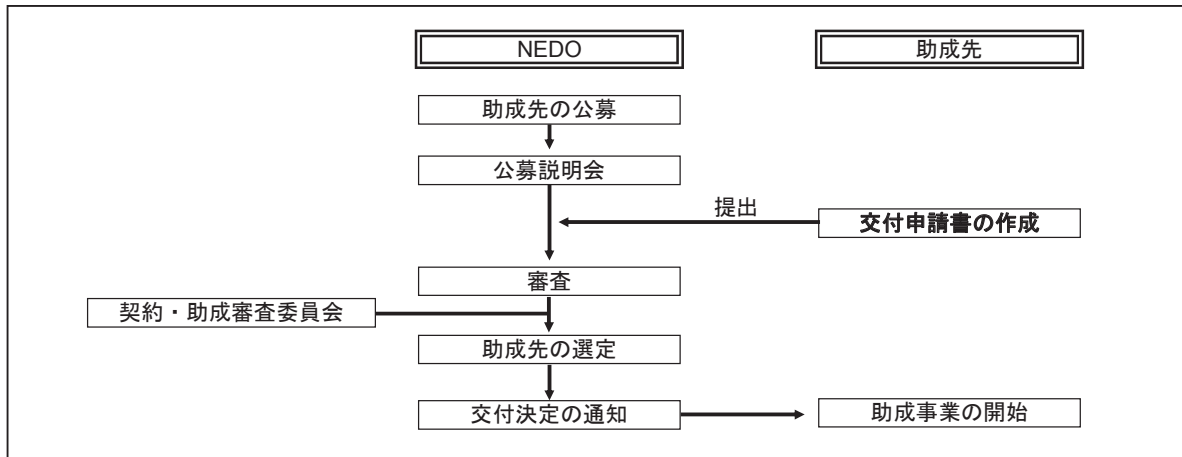 NEDO
助成先
助成先の公募
公募説明会
提出
交付申請書の作成
審査
契約・助成審査委員会
助成先の選定
交付決定の通知
助成事業の開始